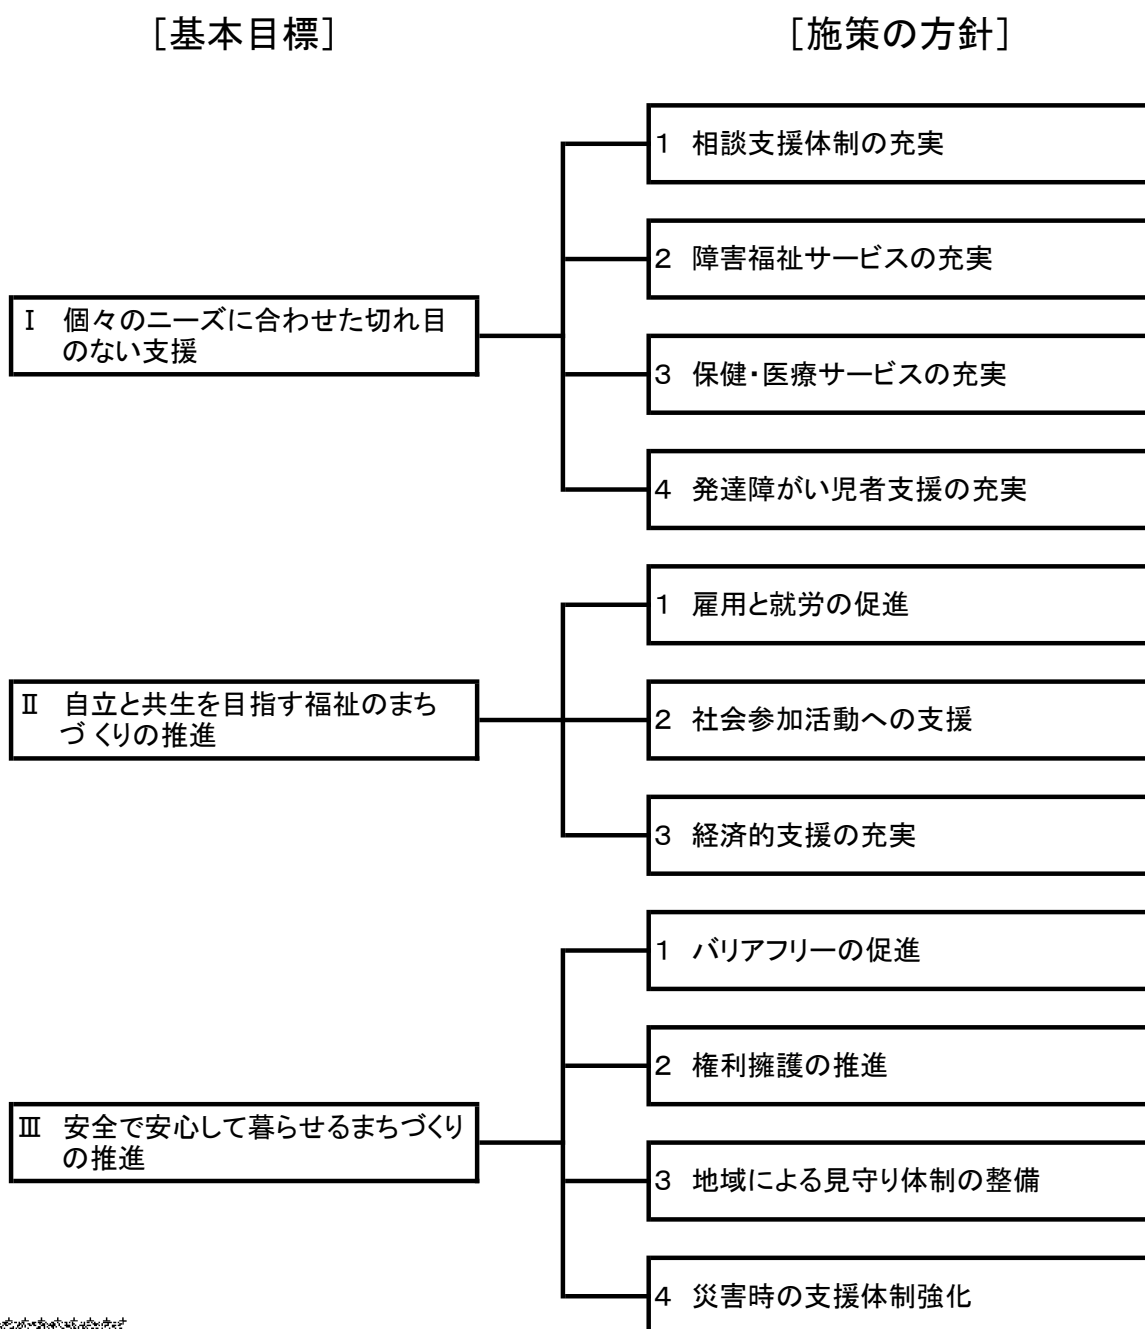 ［基本目標］
［施策の方針］
1 相談支援体制の充実
2 障害福祉サービスの充実
Ⅰ 個々のニーズに合わせた切れ目
のない支援
3 保健・医療サービスの充実
4 発達障がい児者支援の充実
1 雇用と就労の促進
Ⅱ 自立と共生を目指す福祉のまち
づくりの推進
2 社会参加活動への支援
3 経済的支援の充実
1 バリアフリーの促進
2 権利擁護の推進
Ⅲ 安全で安心して暮らせるまちづくり
の推進
3 地域による見守り体制の整備
4 災害時の支援体制強化